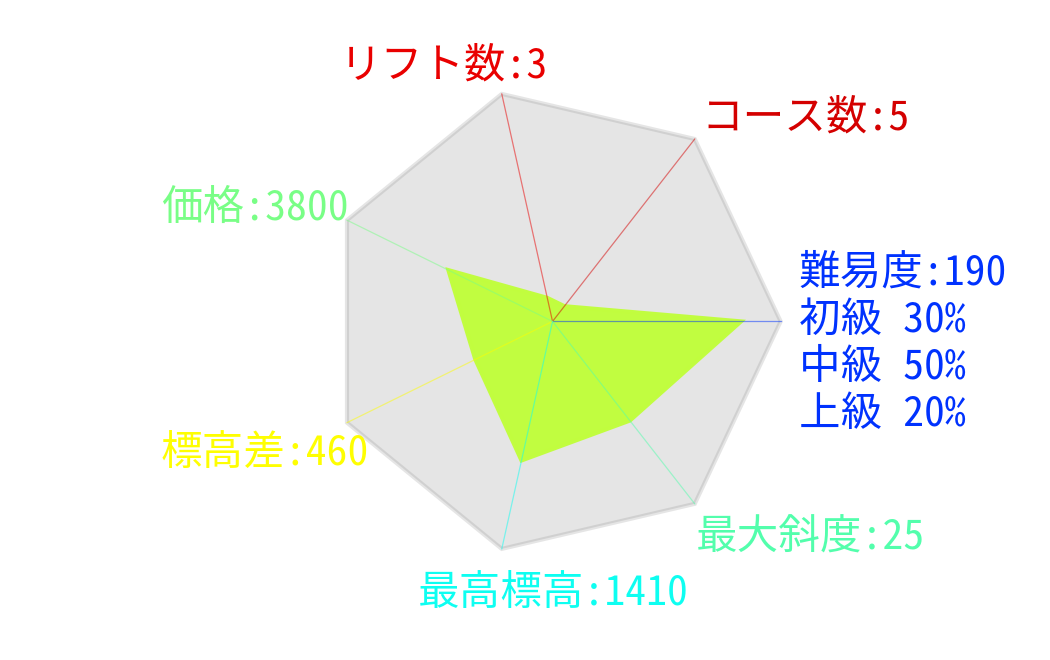 リフト数:3
コース数:5
価格:3800
難易度:190
初級 30%
中級 50%
上級 20%
標高差:460
最大斜度:25
最高標高:1410